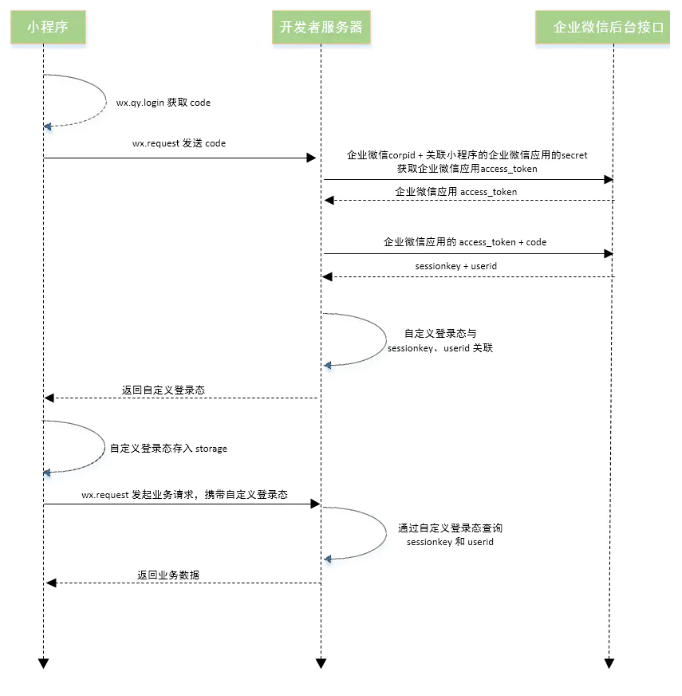 小程序
开发者服务器
企业微信后台接口
wx.qy.login 获取 code
wx.request 发送 code
企业微信corpid + 关联小程序的企业微信应用的secret
获取企业微信应用access_token
企业微信应用 access_token
企业微信应用的 access_token + code
sessionkey + userid
自定义登录态与
sessionkey、userid 关联
返回自定义登录态
自定义登录态存入 storage
wx.request 发起业务请求，携带自定义登录态
通过自定义登录态查询
sessionkey 和 userid
返回业务数据